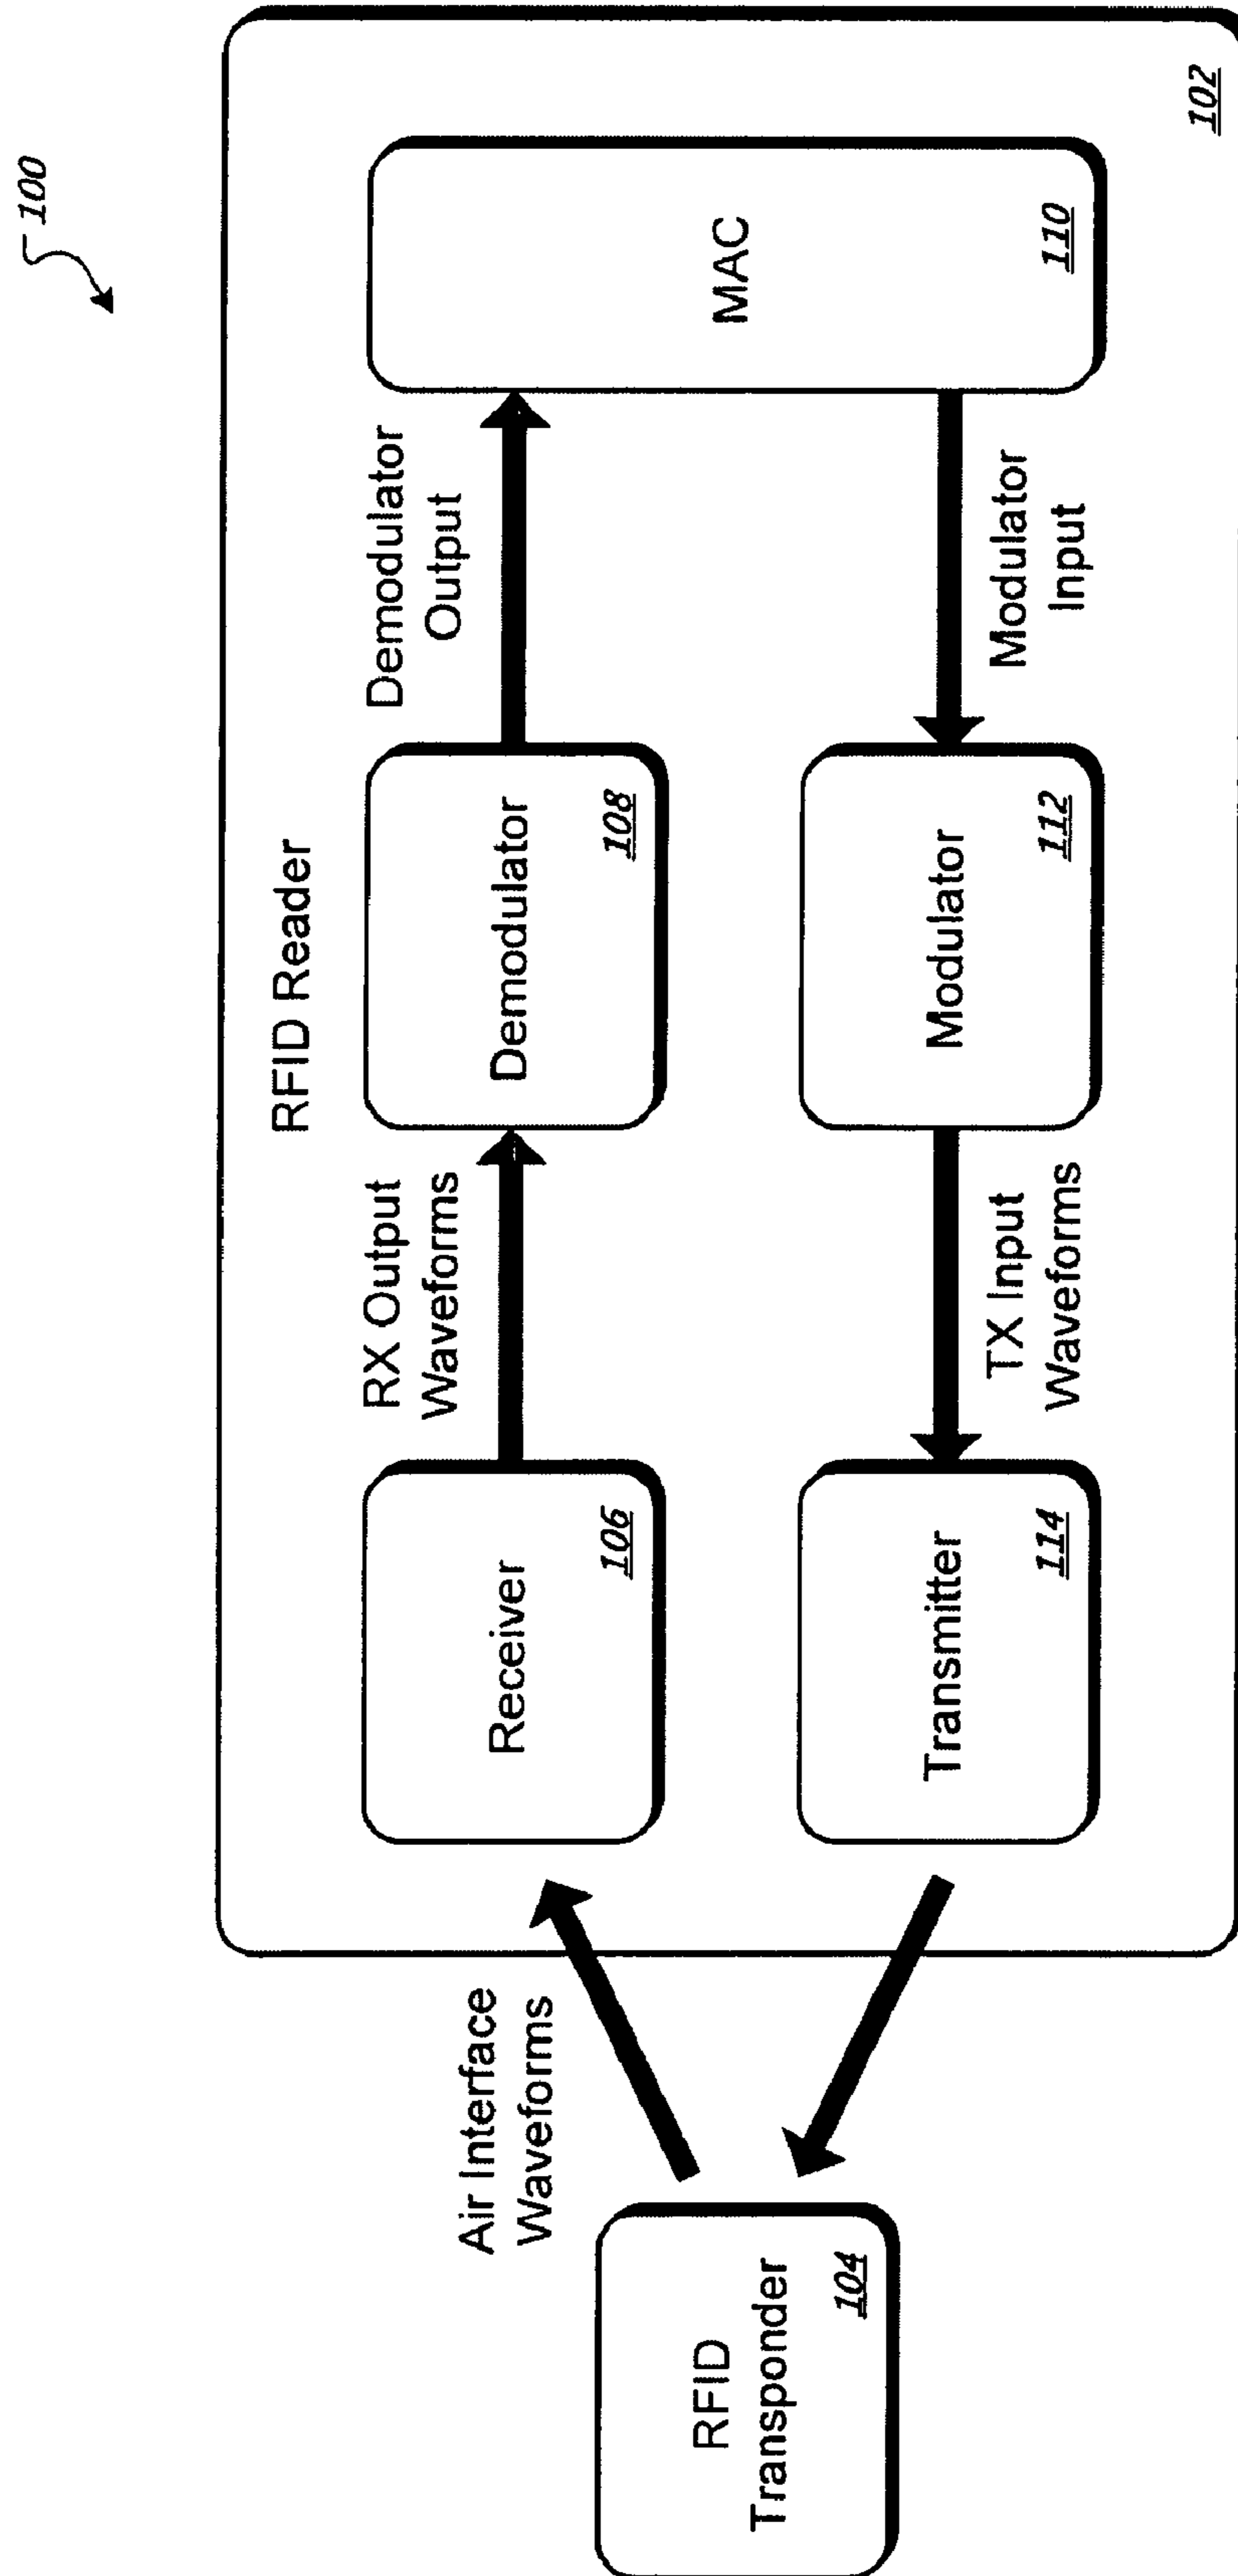 100
RFID Reader
102
RFID
Transponder
104
Air Interface
Waveforms
Receiver
106
RX Output
Waveforms
Demodulator
108
Demodulator
Output
MAC
110
Modulator
Input
Modulator
112
TX Input
Waveforms
Transmitter
114